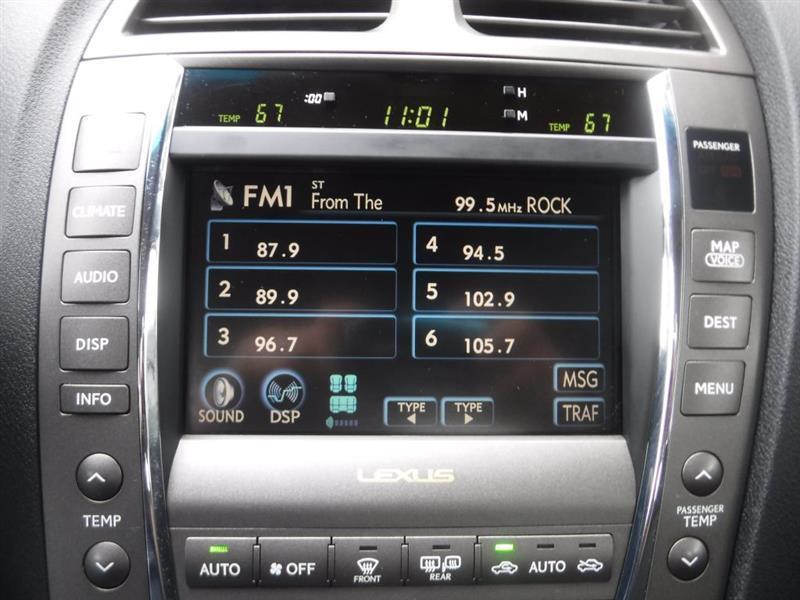 :00 H
TEMP 67 11:01 M TEMP 67
PASSENGER
CLIMATE
AUDIO
DISP
INFO
TEMP
FM1 ST From The 99.5 MHz ROCK
1 87.9 4 94.5
2 89.9 5 102.9
3 96.7 6 105.7
SOUND DSP TYPE TYPE MSG
TRAF
MAP
VOICE
DEST
MENU
PASSENGER
TEMP
LEXUS
AUTO OFF FRONT REAR AUTO